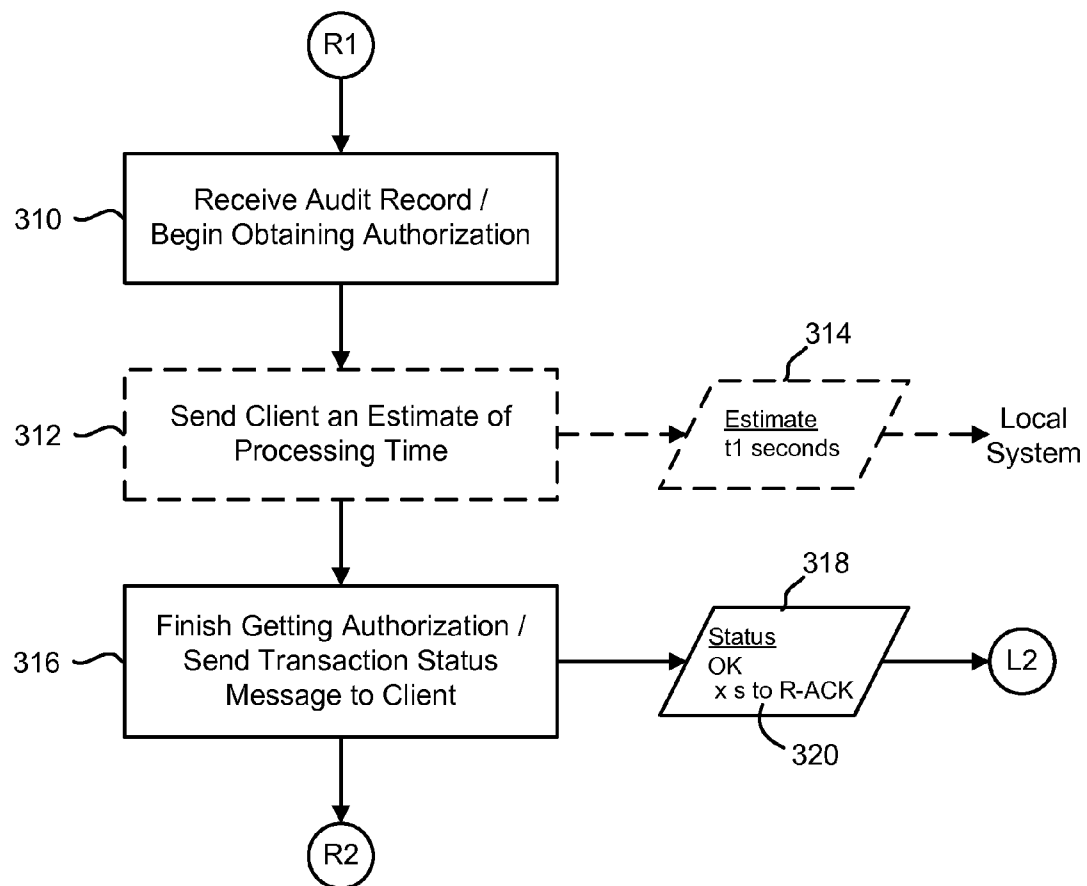 R1
310
Receive Audit Record /
Begin Obtaining Authorization
314
312
Send Client an Estimate of
Processing Time
Estimate
t1 seconds
Local
System
318
316
Finish Getting Authorization /
Send Transaction Status
Message to Client
Status
OK
x s to R-ACK
L2
320
R2